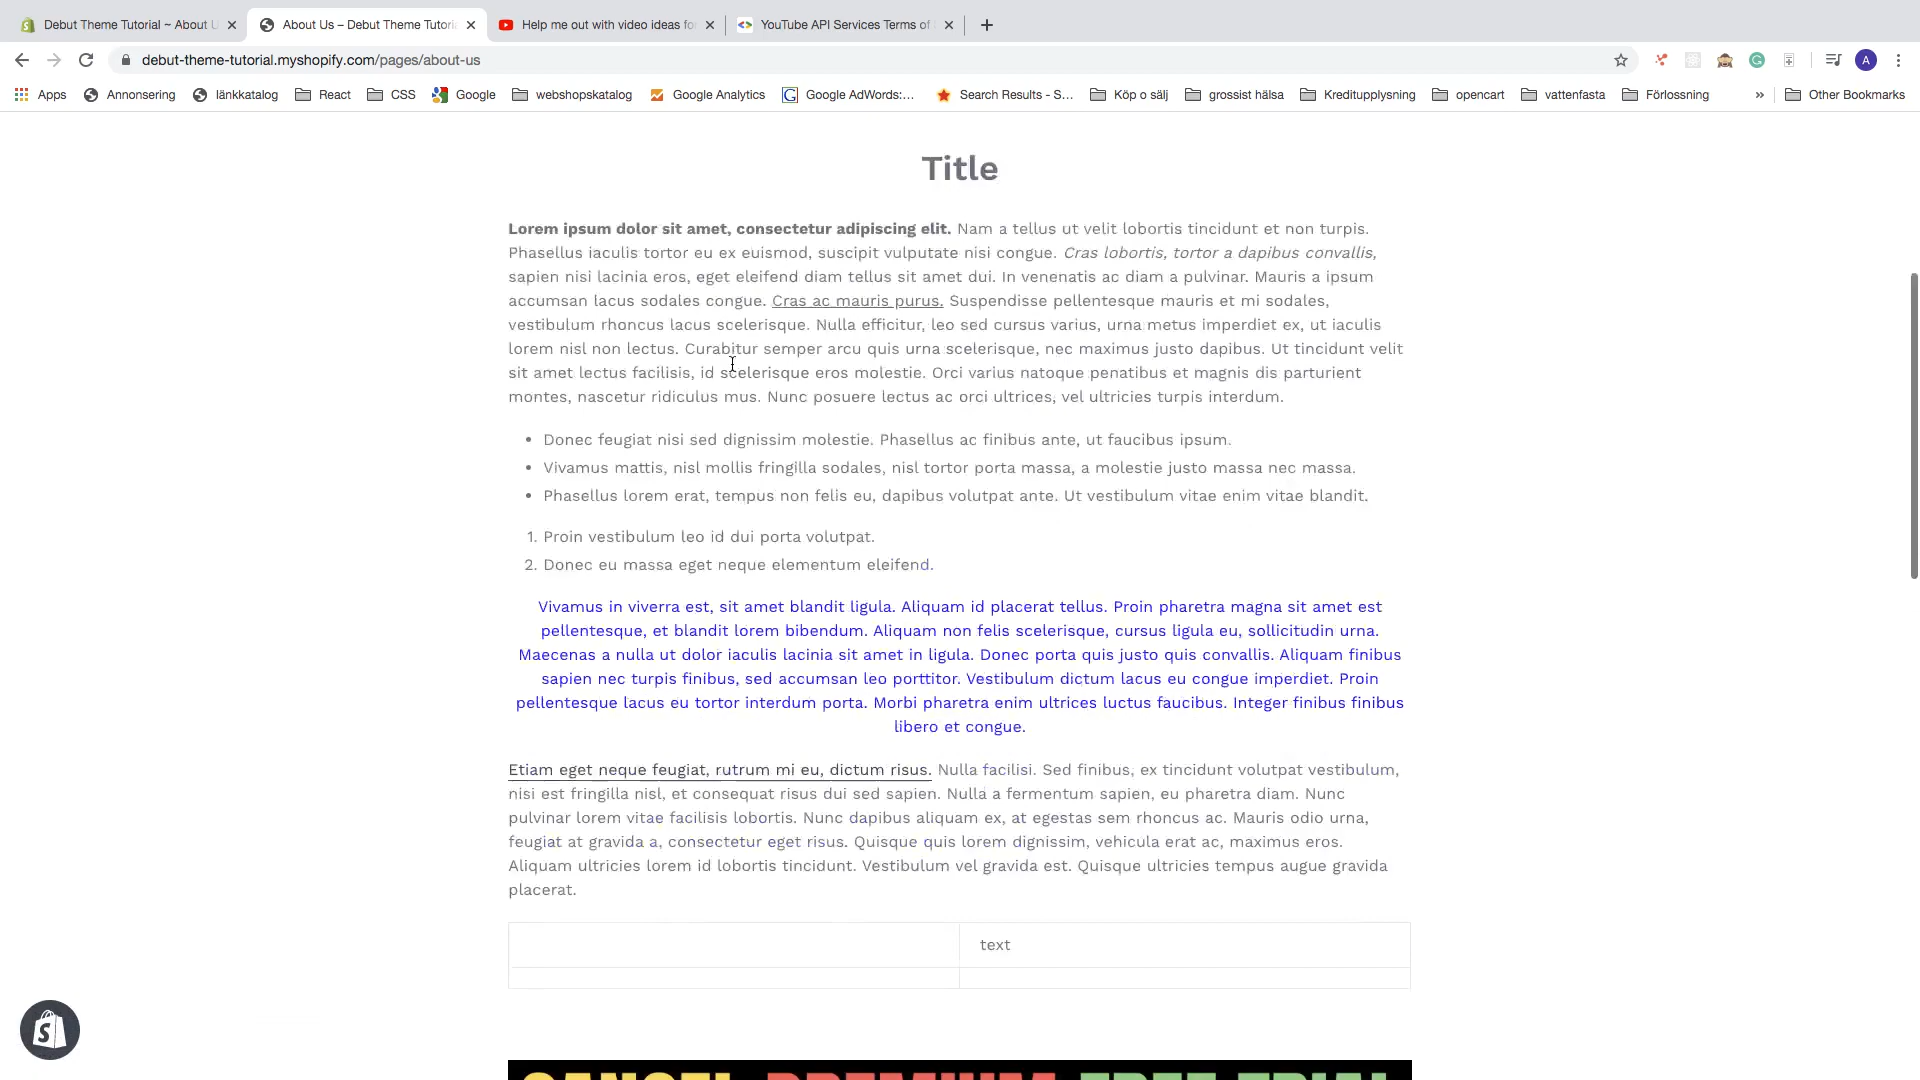 Debut Theme Tutorial ~ About U
About Us – Debut Theme Tutoria
Help me out with video ideas for
YouTube API Services Terms of
debut-theme-tutorial.myshopify.com/pages/about-us
A
Apps
Annonsering
länkkatalog
React
CSS
Google
webshopskatalog
Google Analytics
Google AdWords:...
Search Results - S...
Köp o sälj
grossist hälsa
Kreditupplysning
opencart
vattenfasta
Förlossning
»
Other Bookmarks
Title
Lorem ipsum dolor sit amet, consectetur adipiscing elit. Nam a tellus ut velit lobortis tincidunt et non turpis.
Phasellus iaculis tortor eu ex euismod, suscipit vulputate nisi congue. Cras lobortis, tortor a dapibus convallis,
sapien nisi lacinia eros, eget eleifend diam tellus sit amet dui. In venenatis ac diam a pulvinar. Mauris a ipsum
accumsan lacus sodales congue. Cras ac mauris purus. Suspendisse pellentesque mauris et mi sodales,
vestibulum rhoncus lacus scelerisque. Nulla efficitur, leo sed cursus varius, urna metus imperdiet ex, ut iaculis
lorem nisl non lectus. Curabitur semper arcu quis urna scelerisque, nec maximus justo dapibus. Ut tincidunt velit
sit amet lectus facilisis, id scelerisque eros molestie. Orci varius natoque penatibus et magnis dis parturient
montes, nascetur ridiculus mus. Nunc posuere lectus ac orci ultrices, vel ultricies turpis interdum.
• Donec feugiat nisi sed dignissim molestie. Phasellus ac finibus ante, ut faucibus ipsum.
• Vivamus mattis, nisl mollis fringilla sodales, nisl tortor porta massa, a molestie justo massa nec massa.
• Phasellus lorem erat, tempus non felis eu, dapibus volutpat ante. Ut vestibulum vitae enim vitae blandit.
1. Proin vestibulum leo id dui porta volutpat.
2. Donec eu massa eget neque elementum eleifend.
Vivamus in viverra est, sit amet blandit ligula. Aliquam id placerat tellus. Proin pharetra magna sit amet est
pellentesque, et blandit lorem bibendum. Aliquam non felis scelerisque, cursus ligula eu, sollicitudin urna.
Maecenas a nulla ut dolor iaculis lacinia sit amet in ligula. Donec porta quis justo quis convallis. Aliquam finibus
sapien nec turpis finibus, sed accumsan leo porttitor. Vestibulum dictum lacus eu congue imperdiet. Proin
pellentesque lacus eu tortor interdum porta. Morbi pharetra enim ultrices luctus faucibus. Integer finibus finibus
libero et congue.
Etiam eget neque feugiat, rutrum mi eu, dictum risus. Nulla facilisi. Sed finibus, ex tincidunt volutpat vestibulum,
nisi est fringilla nisl, et consequat risus dui sed sapien. Nulla a fermentum sapien, eu pharetra diam. Nunc
pulvinar lorem vitae facilisis lobortis. Nunc dapibus aliquam ex, at egestas sem rhoncus ac. Mauris odio urna,
feugiat at gravida a, consectetur eget risus. Quisque quis lorem dignissim, vehicula erat ac, maximus eros.
Aliquam ultricies lorem id lobortis tincidunt. Vestibulum vel gravida est. Quisque ultricies tempus augue gravida
placerat.
text
CANCEL PREMIUM FREE TRIAL